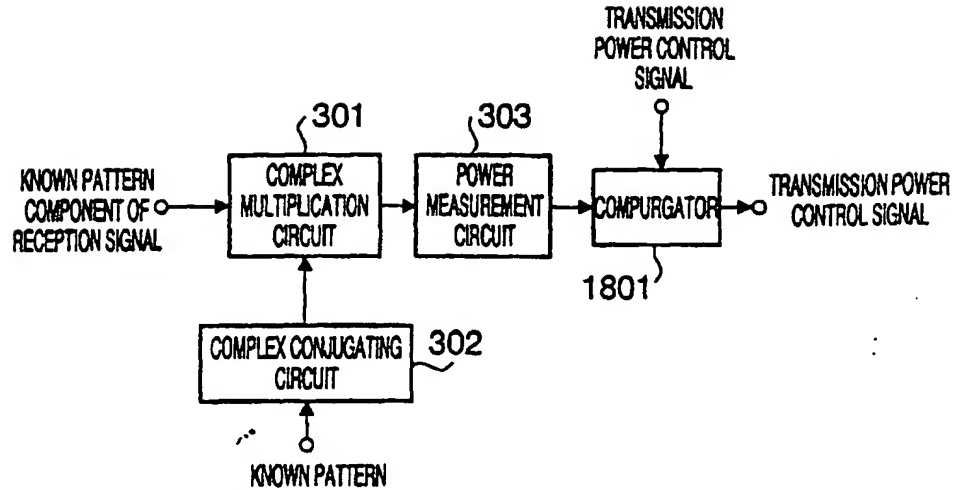 TRANSMISSION
POWER CONTROL
SIGNAL
301
303
KNOWN PATTERN
COMPONENT OF
RECEPTION SIGNAL
COMPLEX
MULTIPLICATION
CIRCUIT
POWER
MEASUREMENT
CIRCUIT
COMPURGATOR
TRANSMISSION POWER
CONTROL SIGNAL
1801
COMPLEX CONJUGATING
CIRCUIT
302
KNOWN PATTERN